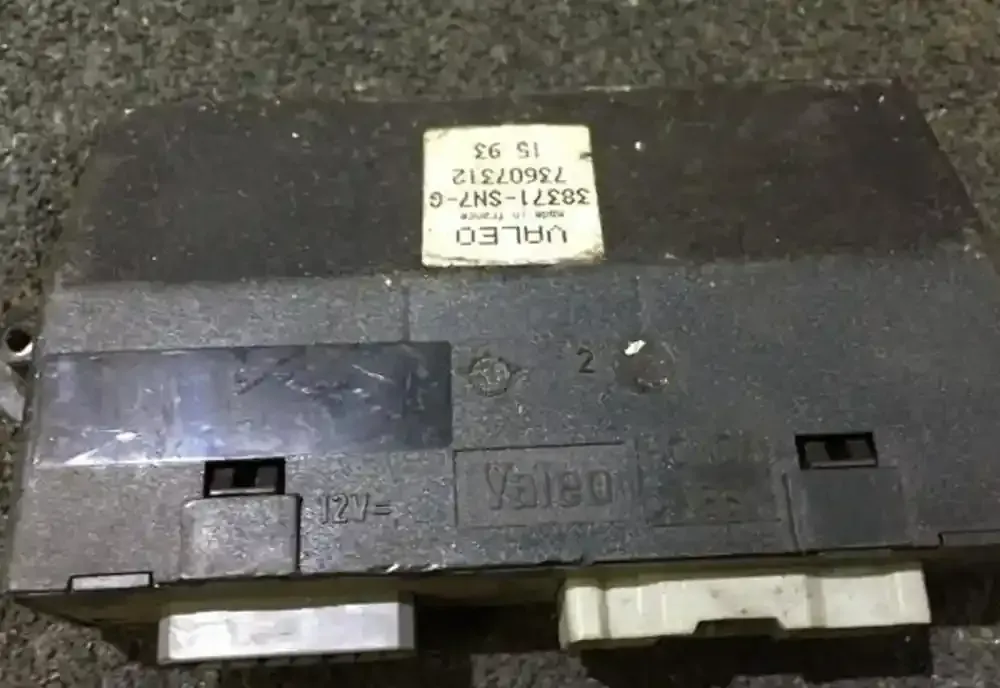 VALEO
made in france
38371-SN7-G
73607312
15 93
2
Valeo
12V=